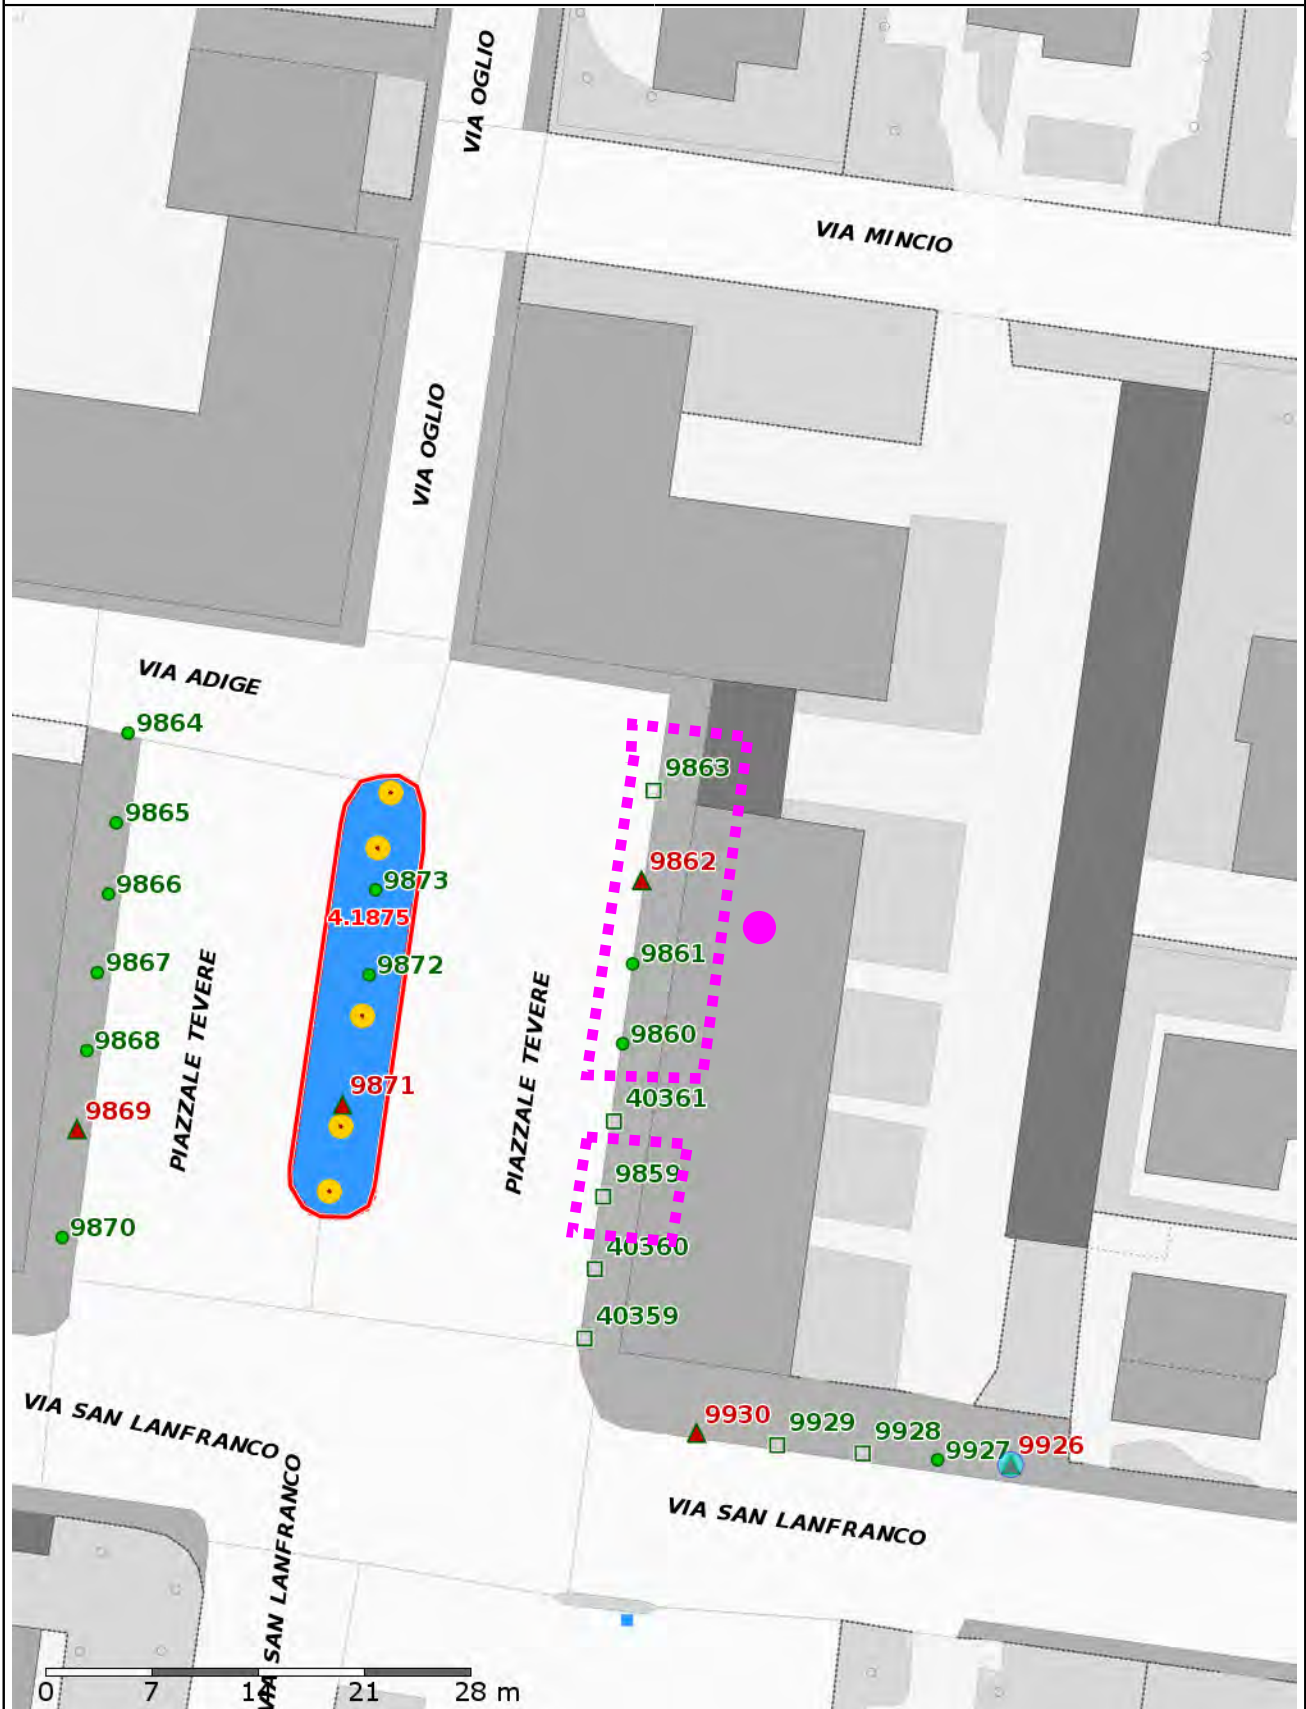 VIA OGLIO
VIA MINCIO
VIA OGLIO
VIA ADIGE
9864
9863
9865
9862
9873
9866
4.1875
9861
9867
9872
9868
9860
PIAZZALE TEVERE
PIAZZALE TEVERE
9871
40361
9869
9859
9870
40360
40359
VIA SAN LANFRANCO
9930
9929
9928
9927
9926
VIA SAN LANFRANCO
VIA SAN LANFRANCO
0 7 14 21 28 m